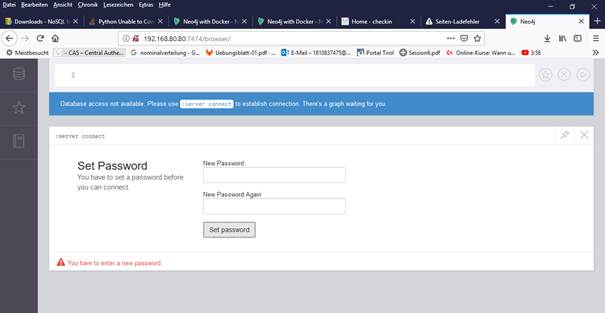 Datei Bearbeiten Ansicht Chronik Lesezeichen Extras Hilfe
Downloads – NoSQL
Python Unable to
Neo4j with Docker -
Neo4j with Docker -
Home - checkin
Seiten-Ladefehler
Neo4j
192.168.80.80:7474/browser/
Meistbesucht
- CAS – Central Authe...
nominalverteilung - G...
Uebungsblatt-01.pdf -...
E-Mail – 1810837475@...
Portal Tirol
Session6.pdf
Online-Kurse: Wann u...
3:58
$
Database access not available. Please use :server connect to establish connection. There's a graph waiting for you.
:server connect
Set Password
You have to set a password before
you can connect.
New Password
New Password Again
Set password
You have to enter a new password.